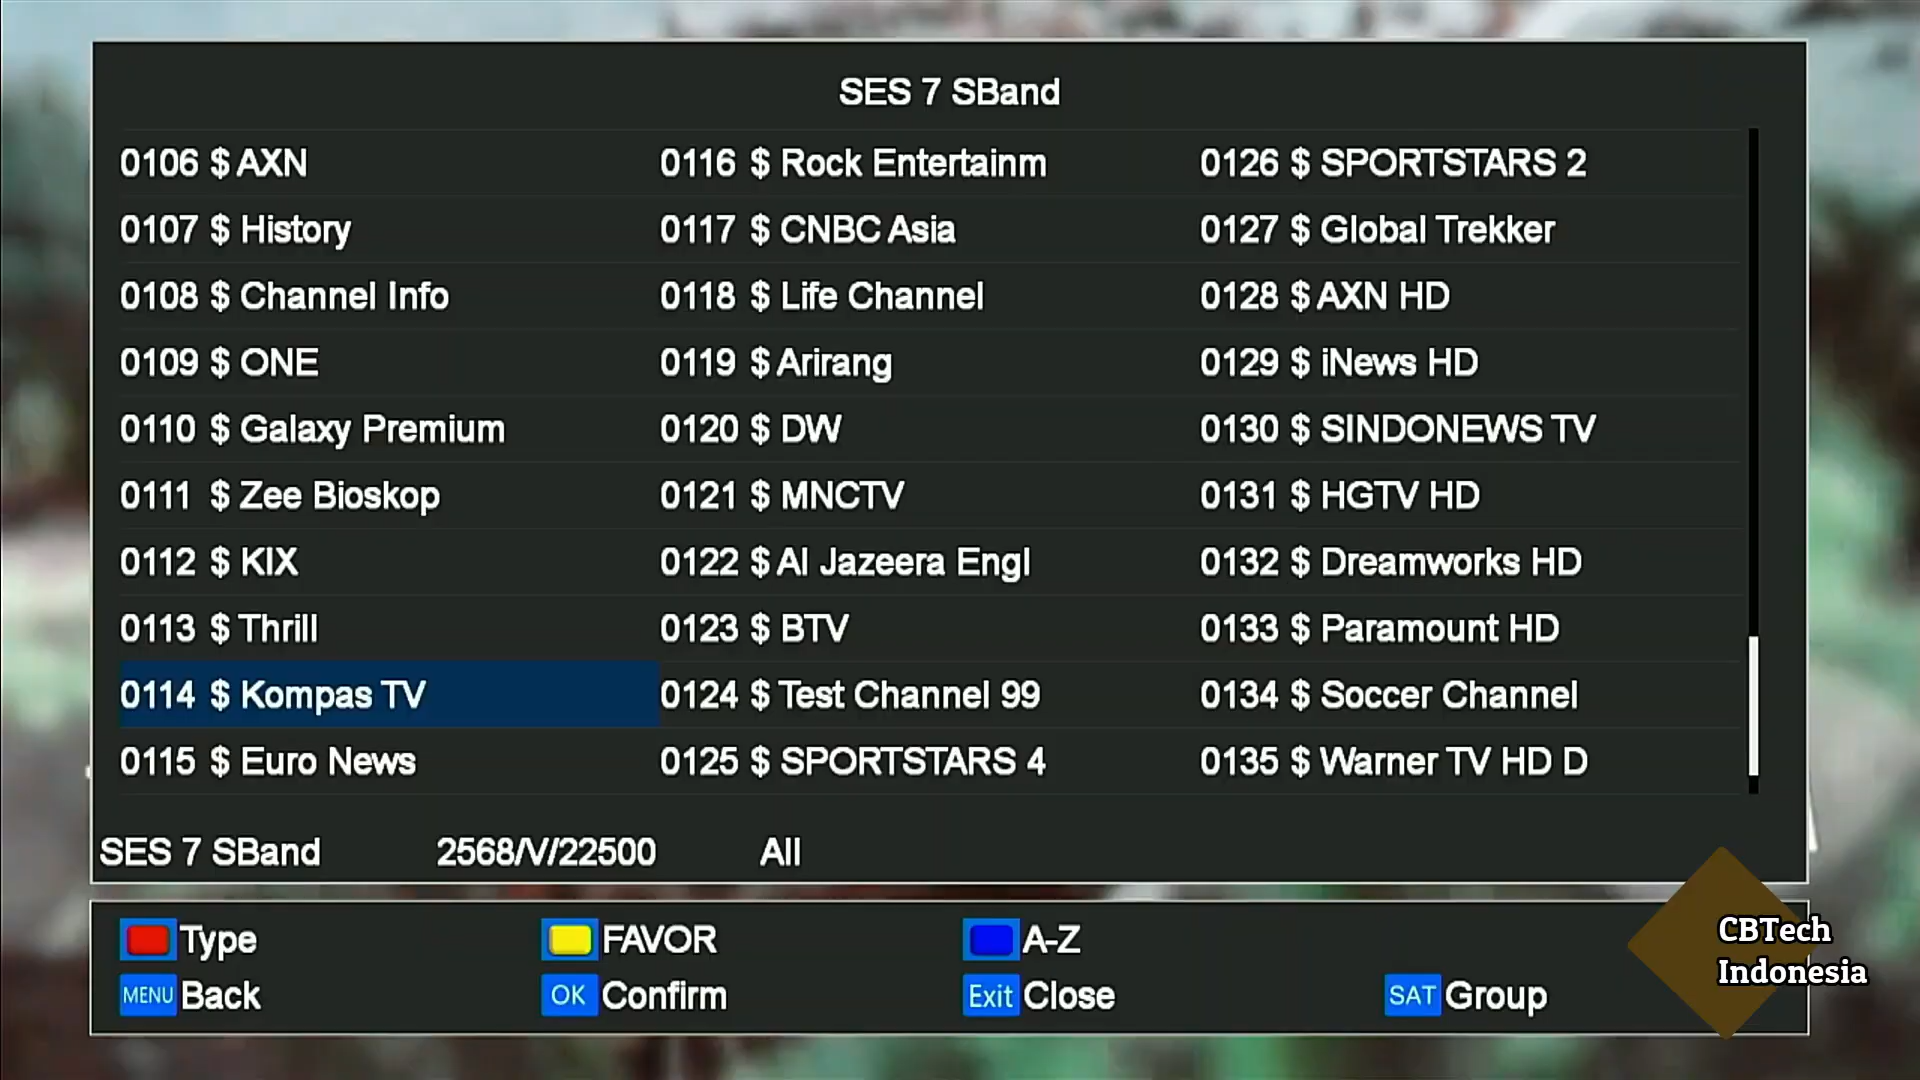 SES 7 SBand
0106 $ AXN
0107 $ History
0108 $ Channel Info
0109 $ ONE
0110 $ Galaxy Premium
0111 $ Zee Bioskop
0112 $ KIX
0113 $ Thrill
0114 $ Kompas TV
0115 $ Euro News
0116 $ Rock Entertainm
0117 $ CNBC Asia
0118 $ Life Channel
0119 $ Arirang
0120 $ DW
0121 $ MNCTV
0122 $ Al Jazeera Engl
0123 $ BTV
0124 $ Test Channel 99
0125 $ SPORTSTARS 4
0126 $ SPORTSTARS 2
0127 $ Global Trekker
0128 $ AXN HD
0129 $ iNews HD
0130 $ SINDONEWS TV
0131 $ HGTV HD
0132 $ Dreamworks HD
0133 $ Paramount HD
0134 $ Soccer Channel
0135 $ Warner TV HD D
SES 7 SBand 2568/V/22500 All
Type FAVOR A-Z
MENU Back OK Confirm Exit Close SAT Group
CBTech
Indonesia